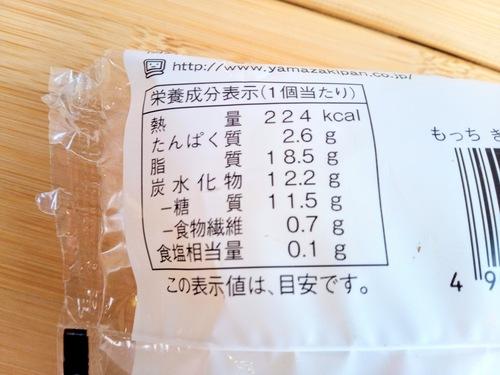 http://www.yamazakipan.co.jp/
栄養成分表示(1個当たり)
熱量 224 kcal
たんぱく質 2.6 g
脂質 18.5 g
炭水化物 12.2 g
－糖質 11.5 g
－食物繊維 0.7 g
食塩相当量 0.1 g
この表示値は、目安です。
もっち
4 9